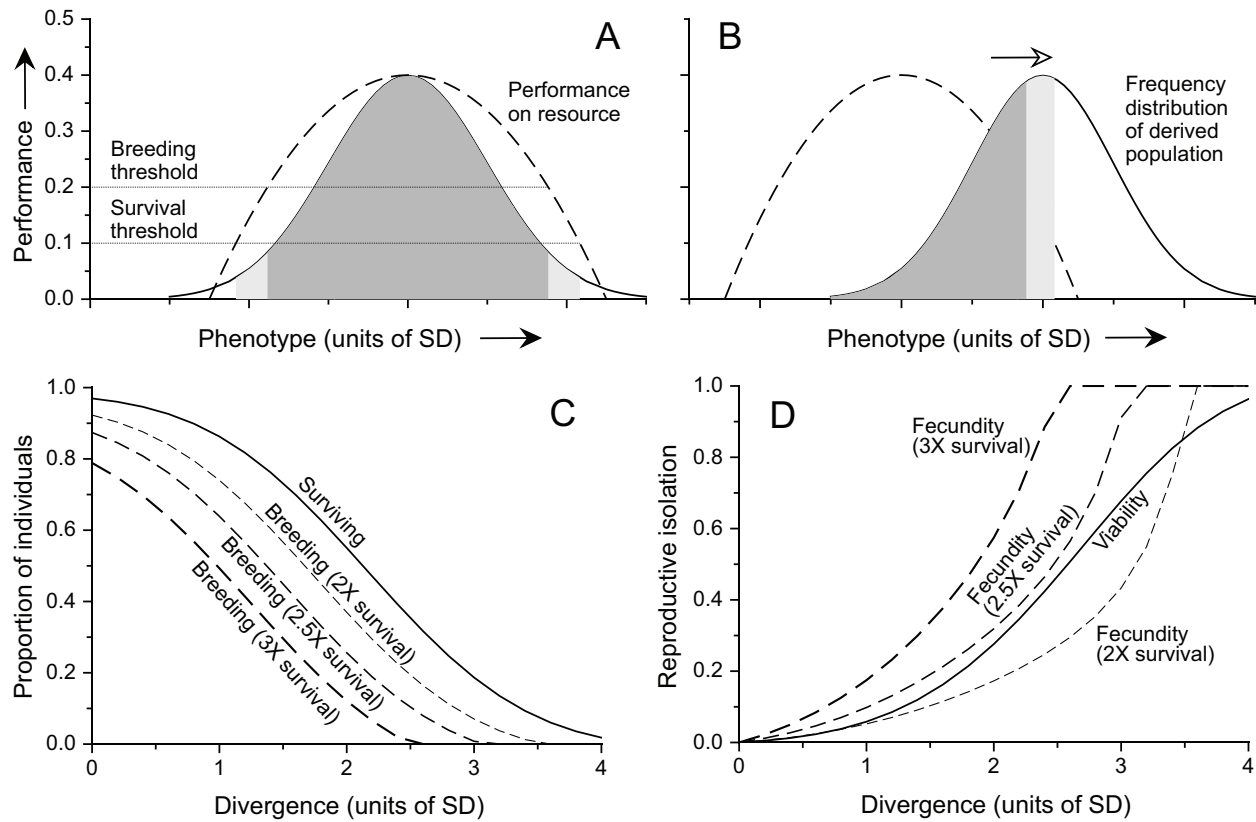 A
0.5
0.4
0.3
0.2
0.1
0.0
Performance
Performance
on resource
Breeding
threshold
Survival
threshold
Phenotype (units of SD)
B
Frequency
distribution
of derived
population
Phenotype (units of SD)
C
1.0
0.8
0.6
0.4
0.2
0.0
Proportion of individuals
Surviving
Breeding (2X survival)
Breeding (2.5X survival)
Breeding (3X survival)
0 1 2 3 4
Divergence (units of SD)
D
1.0
0.8
0.6
0.4
0.2
0.0
Reproductive isolation
Fecundity
(3X survival)
Fecundity
(2.5X survival)
Viability
Fecundity
(2X survival)
0 1 2 3 4
Divergence (units of SD)